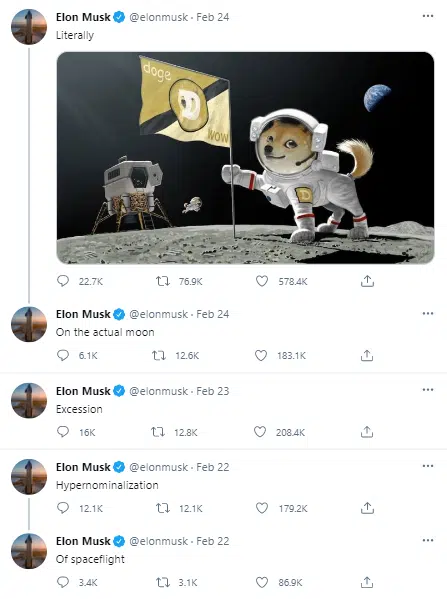 Elon Musk @elonmusk · Feb 24
Literally
doge
wow
22.7K 76.9K 578.4K
Elon Musk @elonmusk · Feb 24
On the actual moon
6.1K 12.6K 183.1K
Elon Musk @elonmusk · Feb 23
Excession
16K 12.8K 208.4K
Elon Musk @elonmusk · Feb 22
Hypernominalization
12.1K 12.1K 179.2K
Elon Musk @elonmusk · Feb 22
Of spaceflight
3.4K 3.1K 86.9K